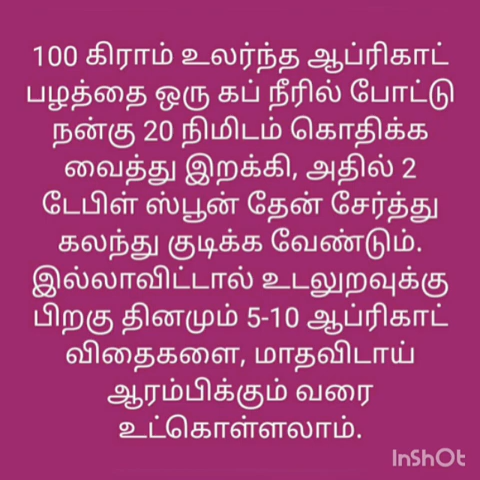 100 கிராம் உலர்ந்த ஆப்ரிகாட்
பழத்தை ஒரு கப் நீரில் போட்டு
நன்கு 20 நிமிடம் கொதிக்க
வைத்து இறக்கி, அதில் 2
டேபிள் ஸ்பூன் தேன் சேர்த்து
கலந்து குடிக்க வேண்டும்.
இல்லாவிட்டால் உடலுறவுக்கு
பிறகு தினமும் 5-10 ஆப்ரிகாட்
விதைகளை, மாதவிடாய்
ஆரம்பிக்கும் வரை
உட்கொள்ளலாம்.
InShOt